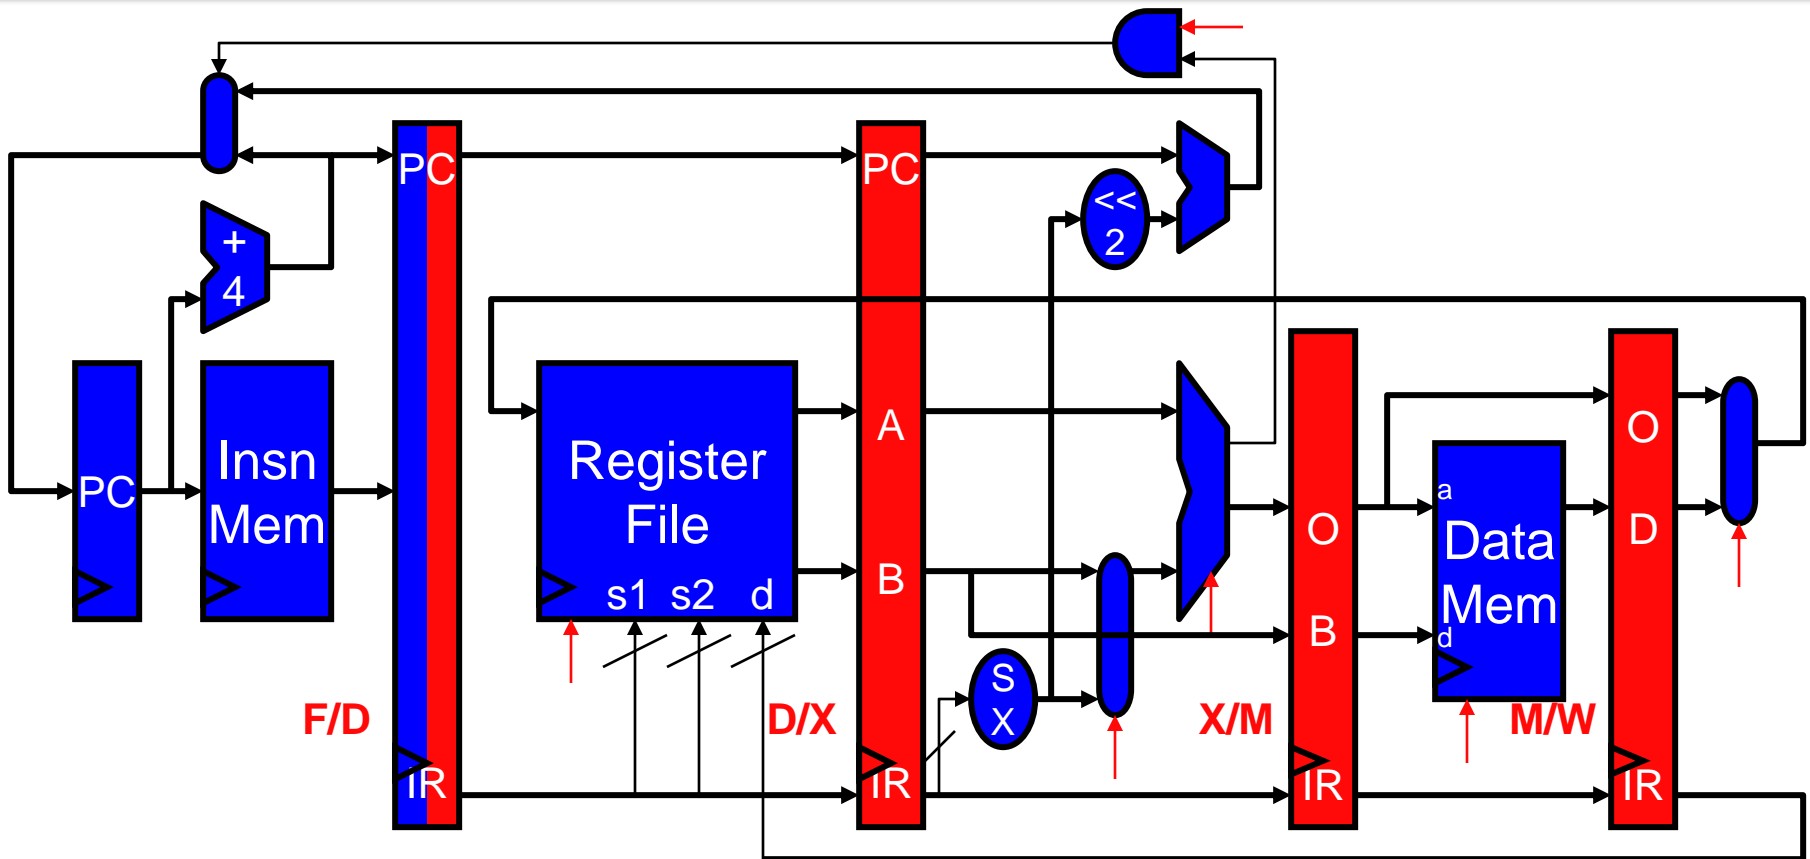 <<
2
PC
PC
+
4
PC
Insn
Mem
Register
File
s1 s2 d
A
B
O
B
a
Data
Mem
d
O
D
S
X
F/D
D/X
X/M
M/W
IR
IR
IR
IR